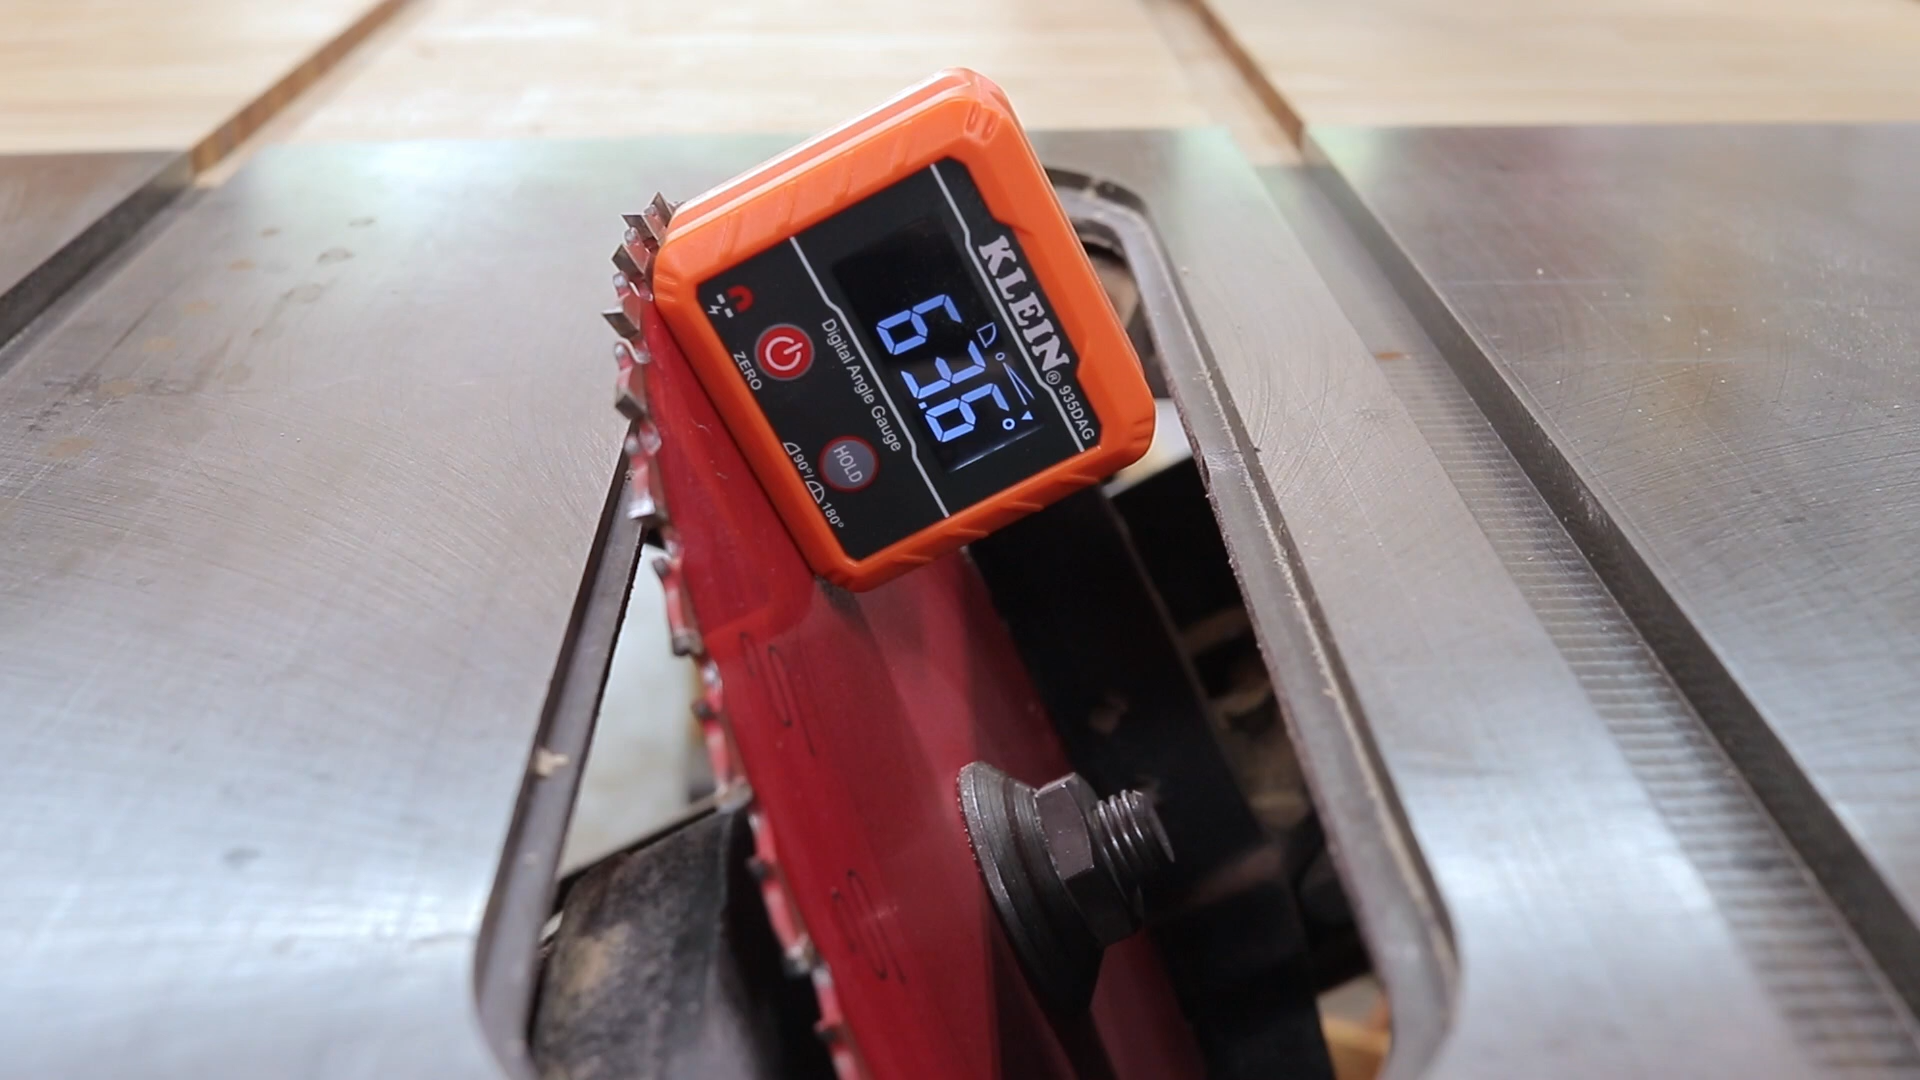 KLEIN® 935DAG
63.6°
Digital Angle Gauge
ZERO
HOLD
90°/180°